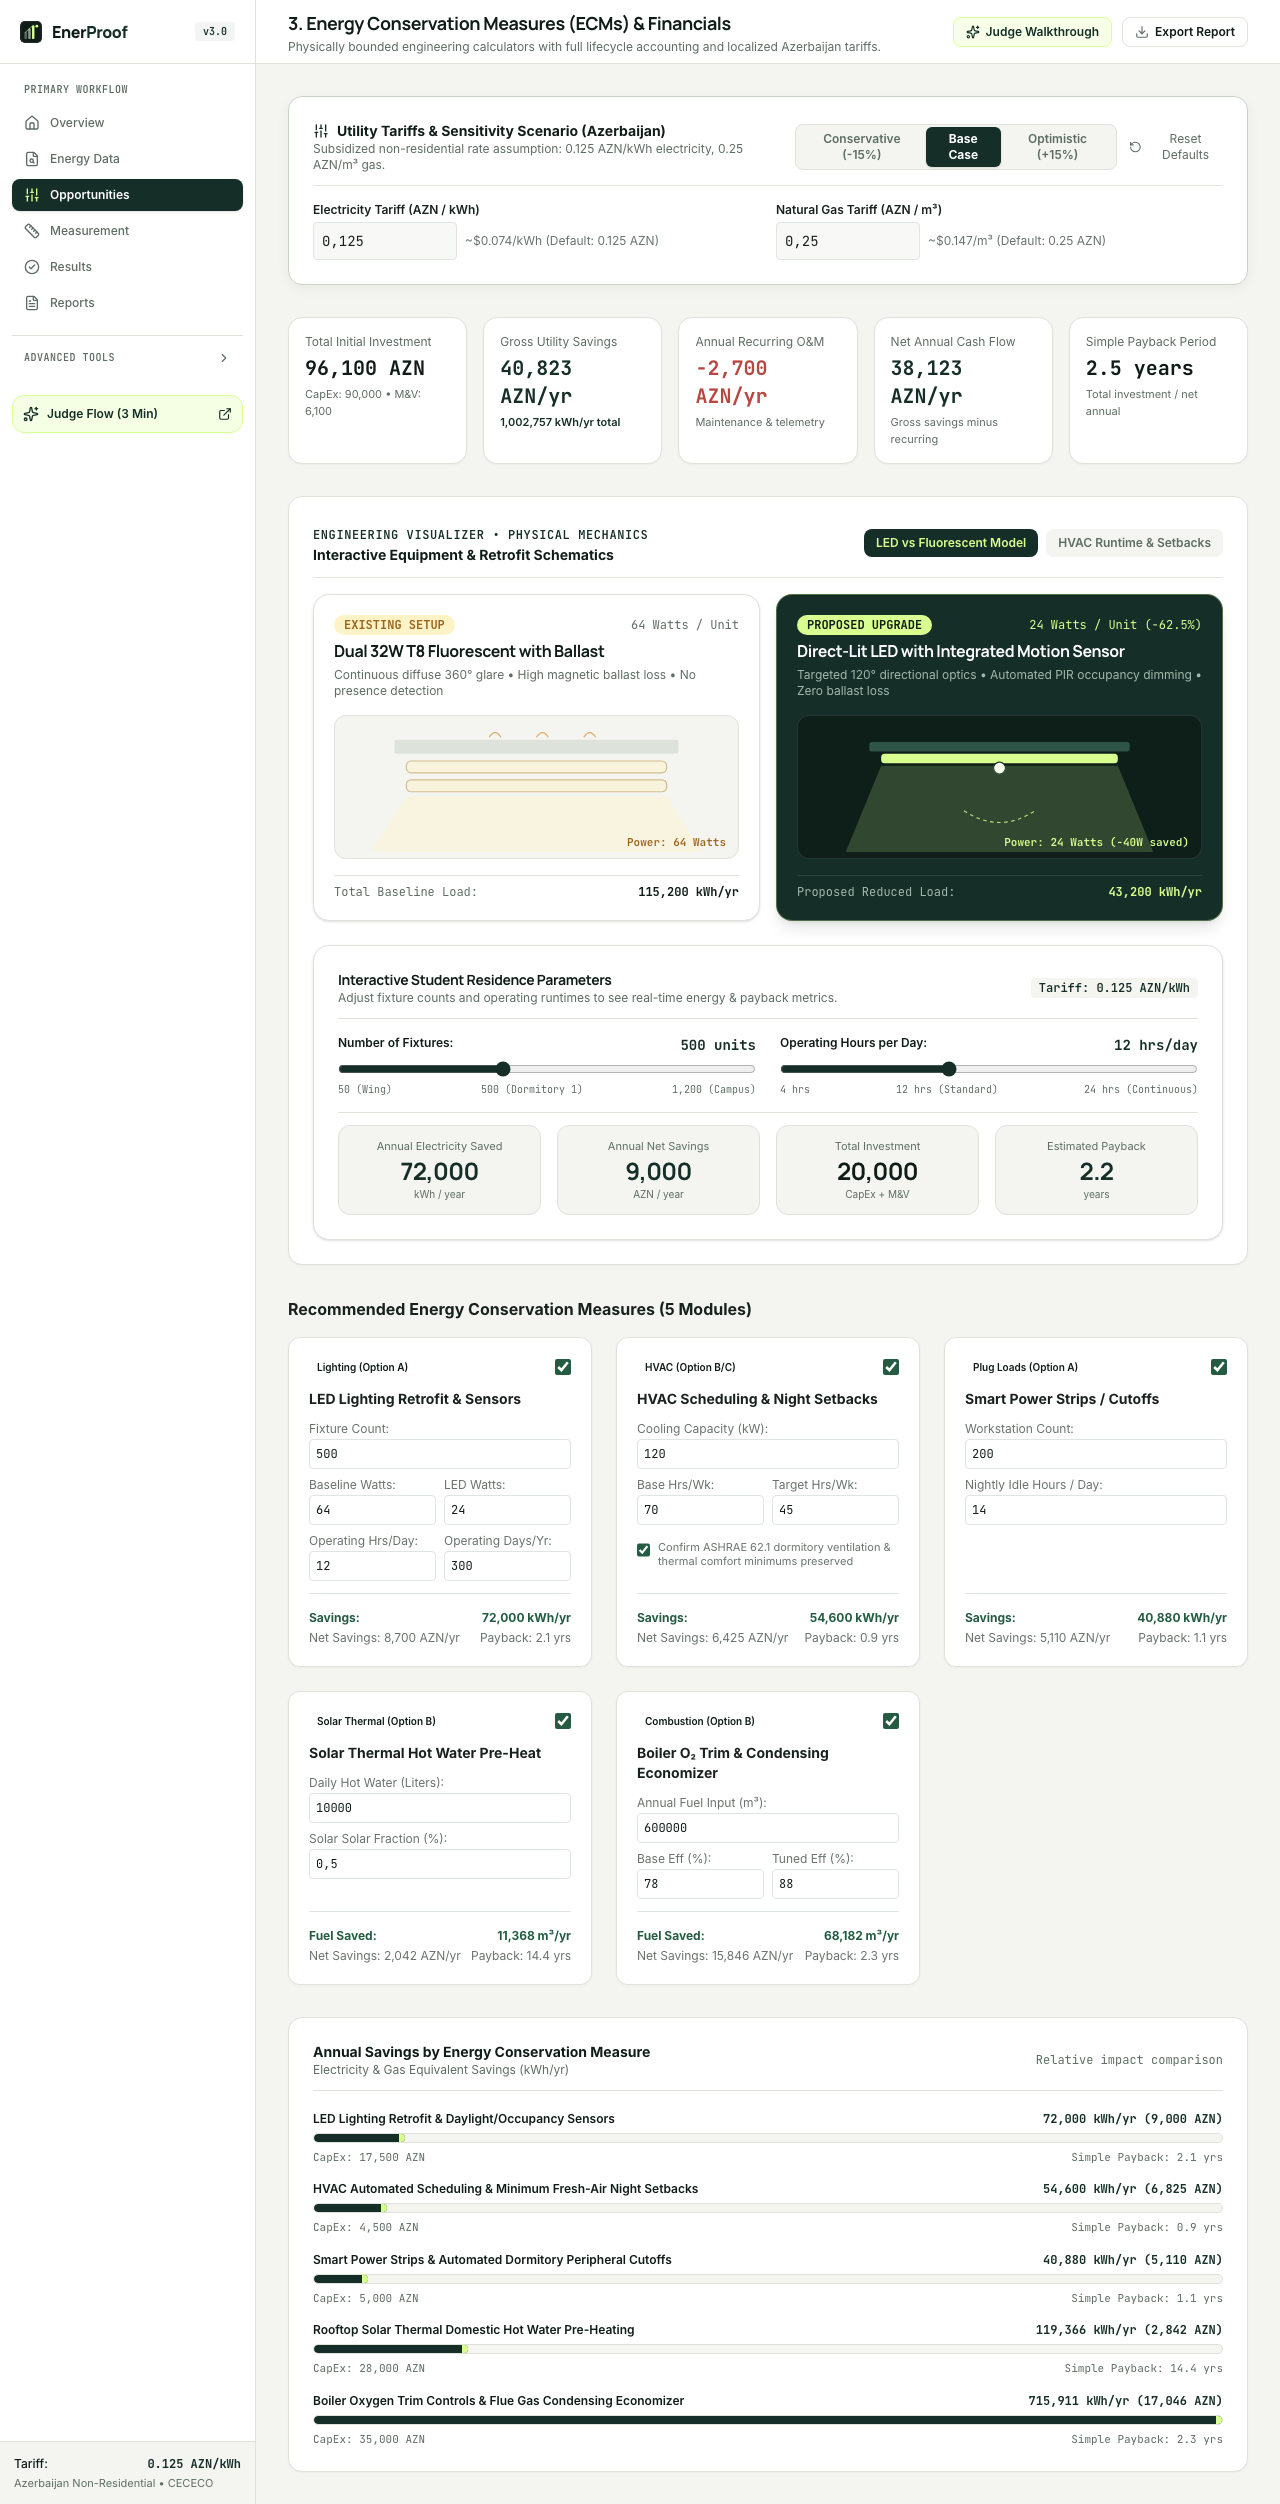 EnerProof
v3.0
PRIMARY WORKFLOW
Overview
Energy Data
Opportunities
Measurement
Results
Reports
ADVANCED TOOLS
Judge Flow (3 Min)
Tariff: 0.125 AZN/kWh
Azerbaijan Non-Residential • CECECO
3. Energy Conservation Measures (ECMs) & Financials
Physically bounded engineering calculators with full lifecycle accounting and localized Azerbaijan tariffs.
Judge Walkthrough
Export Report
Utility Tariffs & Sensitivity Scenario (Azerbaijan)
Subsidized non-residential rate assumption: 0.125 AZN/kWh electricity, 0.25
AZN/m³ gas.
Conservative
(-15%)
Base
Case
Optimistic
(+15%)
Reset
Defaults
Electricity Tariff (AZN / kWh)
0,125
~$0.074/kWh (Default: 0.125 AZN)
Natural Gas Tariff (AZN / m³)
0,25
~$0.147/m³ (Default: 0.25 AZN)
Total Initial Investment
96,100 AZN
CapEx: 90,000 • M&V:
6,100
Gross Utility Savings
40,823
AZN/yr
1,002,757 kWh/yr total
Annual Recurring O&M
-2,700
AZN/yr
Maintenance & telemetry
Net Annual Cash Flow
38,123
AZN/yr
Gross savings minus
recurring
Simple Payback Period
2.5 years
Total investment / net
annual
ENGINEERING VISUALIZER • PHYSICAL MECHANICS
Interactive Equipment & Retrofit Schematics
LED vs Fluorescent Model
HVAC Runtime & Setbacks
EXISTING SETUP
64 Watts / Unit
Dual 32W T8 Fluorescent with Ballast
Continuous diffuse 360° glare • High magnetic ballast loss • No
presence detection
Power: 64 Watts
Total Baseline Load: 115,200 kWh/yr
PROPOSED UPGRADE
24 Watts / Unit (-62.5%)
Direct-Lit LED with Integrated Motion Sensor
Targeted 120° directional optics • Automated PIR occupancy dimming •
Zero ballast loss
Power: 24 Watts (-40W saved)
Proposed Reduced Load: 43,200 kWh/yr
Interactive Student Residence Parameters
Adjust fixture counts and operating runtimes to see real-time energy & payback metrics.
Tariff: 0.125 AZN/kWh
Number of Fixtures: 500 units
50 (Wing) 500 (Dormitory 1) 1,200 (Campus)
Operating Hours per Day: 12 hrs/day
4 hrs 12 hrs (Standard) 24 hrs (Continuous)
Annual Electricity Saved
72,000
kWh / year
Annual Net Savings
9,000
AZN / year
Total Investment
20,000
CapEx + M&V
Estimated Payback
2.2
years
Recommended Energy Conservation Measures (5 Modules)
Lighting (Option A)
LED Lighting Retrofit & Sensors
Fixture Count:
500
Baseline Watts: LED Watts:
64 24
Operating Hrs/Day: Operating Days/Yr:
12 300
Savings: 72,000 kWh/yr
Net Savings: 8,700 AZN/yr Payback: 2.1 yrs
HVAC (Option B/C)
HVAC Scheduling & Night Setbacks
Cooling Capacity (kW):
120
Base Hrs/Wk: Target Hrs/Wk:
70 45
Confirm ASHRAE 62.1 dormitory ventilation &
thermal comfort minimums preserved
Savings: 54,600 kWh/yr
Net Savings: 6,425 AZN/yr Payback: 0.9 yrs
Plug Loads (Option A)
Smart Power Strips / Cutoffs
Workstation Count:
200
Nightly Idle Hours / Day:
14
Savings: 40,880 kWh/yr
Net Savings: 5,110 AZN/yr Payback: 1.1 yrs
Solar Thermal (Option B)
Solar Thermal Hot Water Pre-Heat
Daily Hot Water (Liters):
10000
Solar Solar Fraction (%):
0,5
Fuel Saved: 11,368 m³/yr
Net Savings: 2,042 AZN/yr Payback: 14.4 yrs
Combustion (Option B)
Boiler O₂ Trim & Condensing
Economizer
Annual Fuel Input (m³):
600000
Base Eff (%): Tuned Eff (%):
78 88
Fuel Saved: 68,182 m³/yr
Net Savings: 15,846 AZN/yr Payback: 2.3 yrs
Annual Savings by Energy Conservation Measure
Electricity & Gas Equivalent Savings (kWh/yr)
Relative impact comparison
LED Lighting Retrofit & Daylight/Occupancy Sensors 72,000 kWh/yr (9,000 AZN)
CapEx: 17,500 AZN Simple Payback: 2.1 yrs
HVAC Automated Scheduling & Minimum Fresh-Air Night Setbacks 54,600 kWh/yr (6,825 AZN)
CapEx: 4,500 AZN Simple Payback: 0.9 yrs
Smart Power Strips & Automated Dormitory Peripheral Cutoffs 40,880 kWh/yr (5,110 AZN)
CapEx: 5,000 AZN Simple Payback: 1.1 yrs
Rooftop Solar Thermal Domestic Hot Water Pre-Heating 119,366 kWh/yr (2,842 AZN)
CapEx: 28,000 AZN Simple Payback: 14.4 yrs
Boiler Oxygen Trim Controls & Flue Gas Condensing Economizer 715,911 kWh/yr (17,046 AZN)
CapEx: 35,000 AZN Simple Payback: 2.3 yrs